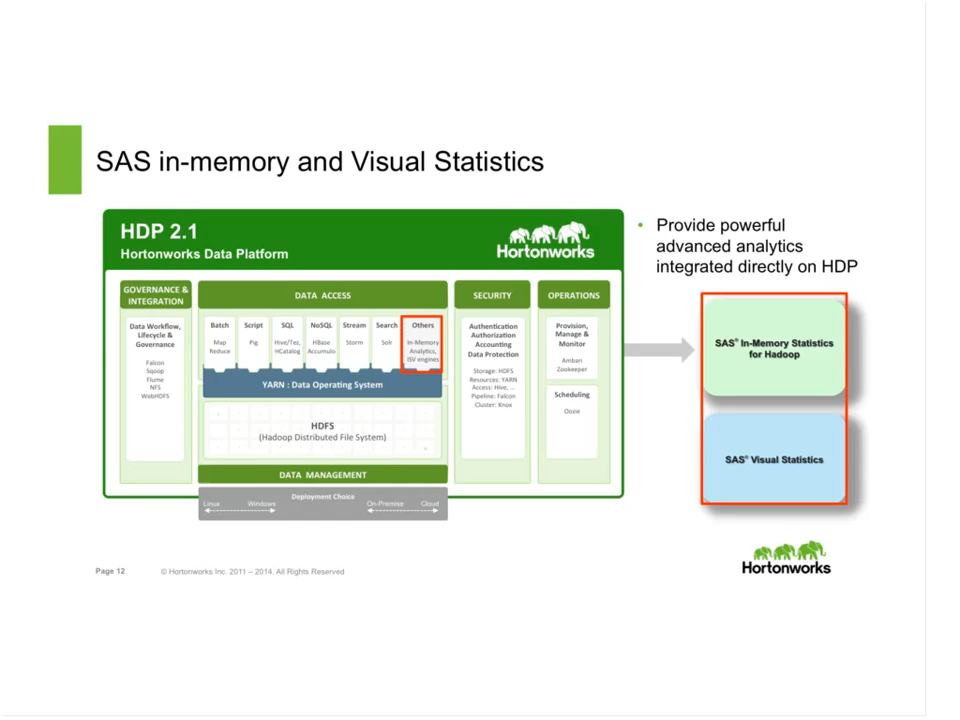 SAS in-memory and Visual Statistics
HDP 2.1
Hortonworks Data Platform
Hortonworks
GOVERNANCE &
INTEGRATION
Data Workflow,
Lifecycle &
Governance
Falcon
Sqoop
Flume
NFS
WebHDFS
DATA ACCESS
Batch
Map
Reduce
Script
Pig
SQL
Hive/Tez,
HCatalog
NoSQL
HBase
Accumulo
Stream
Storm
Search
Solr
Others
In-Memory
Analytics,
ISV engines
YARN : Data Operating System
HDFS
(Hadoop Distributed File System)
DATA MANAGEMENT
SECURITY
Authentication
Authorization
Accounting
Data Protection
Storage: HDFS
Resources: YARN
Access: Hive, ...
Pipeline: Falcon
Cluster: Knox
OPERATIONS
Provision,
Manage &
Monitor
Ambari
Zookeeper
Scheduling
Oozie
Deployment Choice
Linux Windows On-Premise Cloud
• Provide powerful
advanced analytics
integrated directly on HDP
SAS® In-Memory Statistics
for Hadoop
SAS® Visual Statistics
Page 12 © Hortonworks Inc. 2011 – 2014. All Rights Reserved
Hortonworks